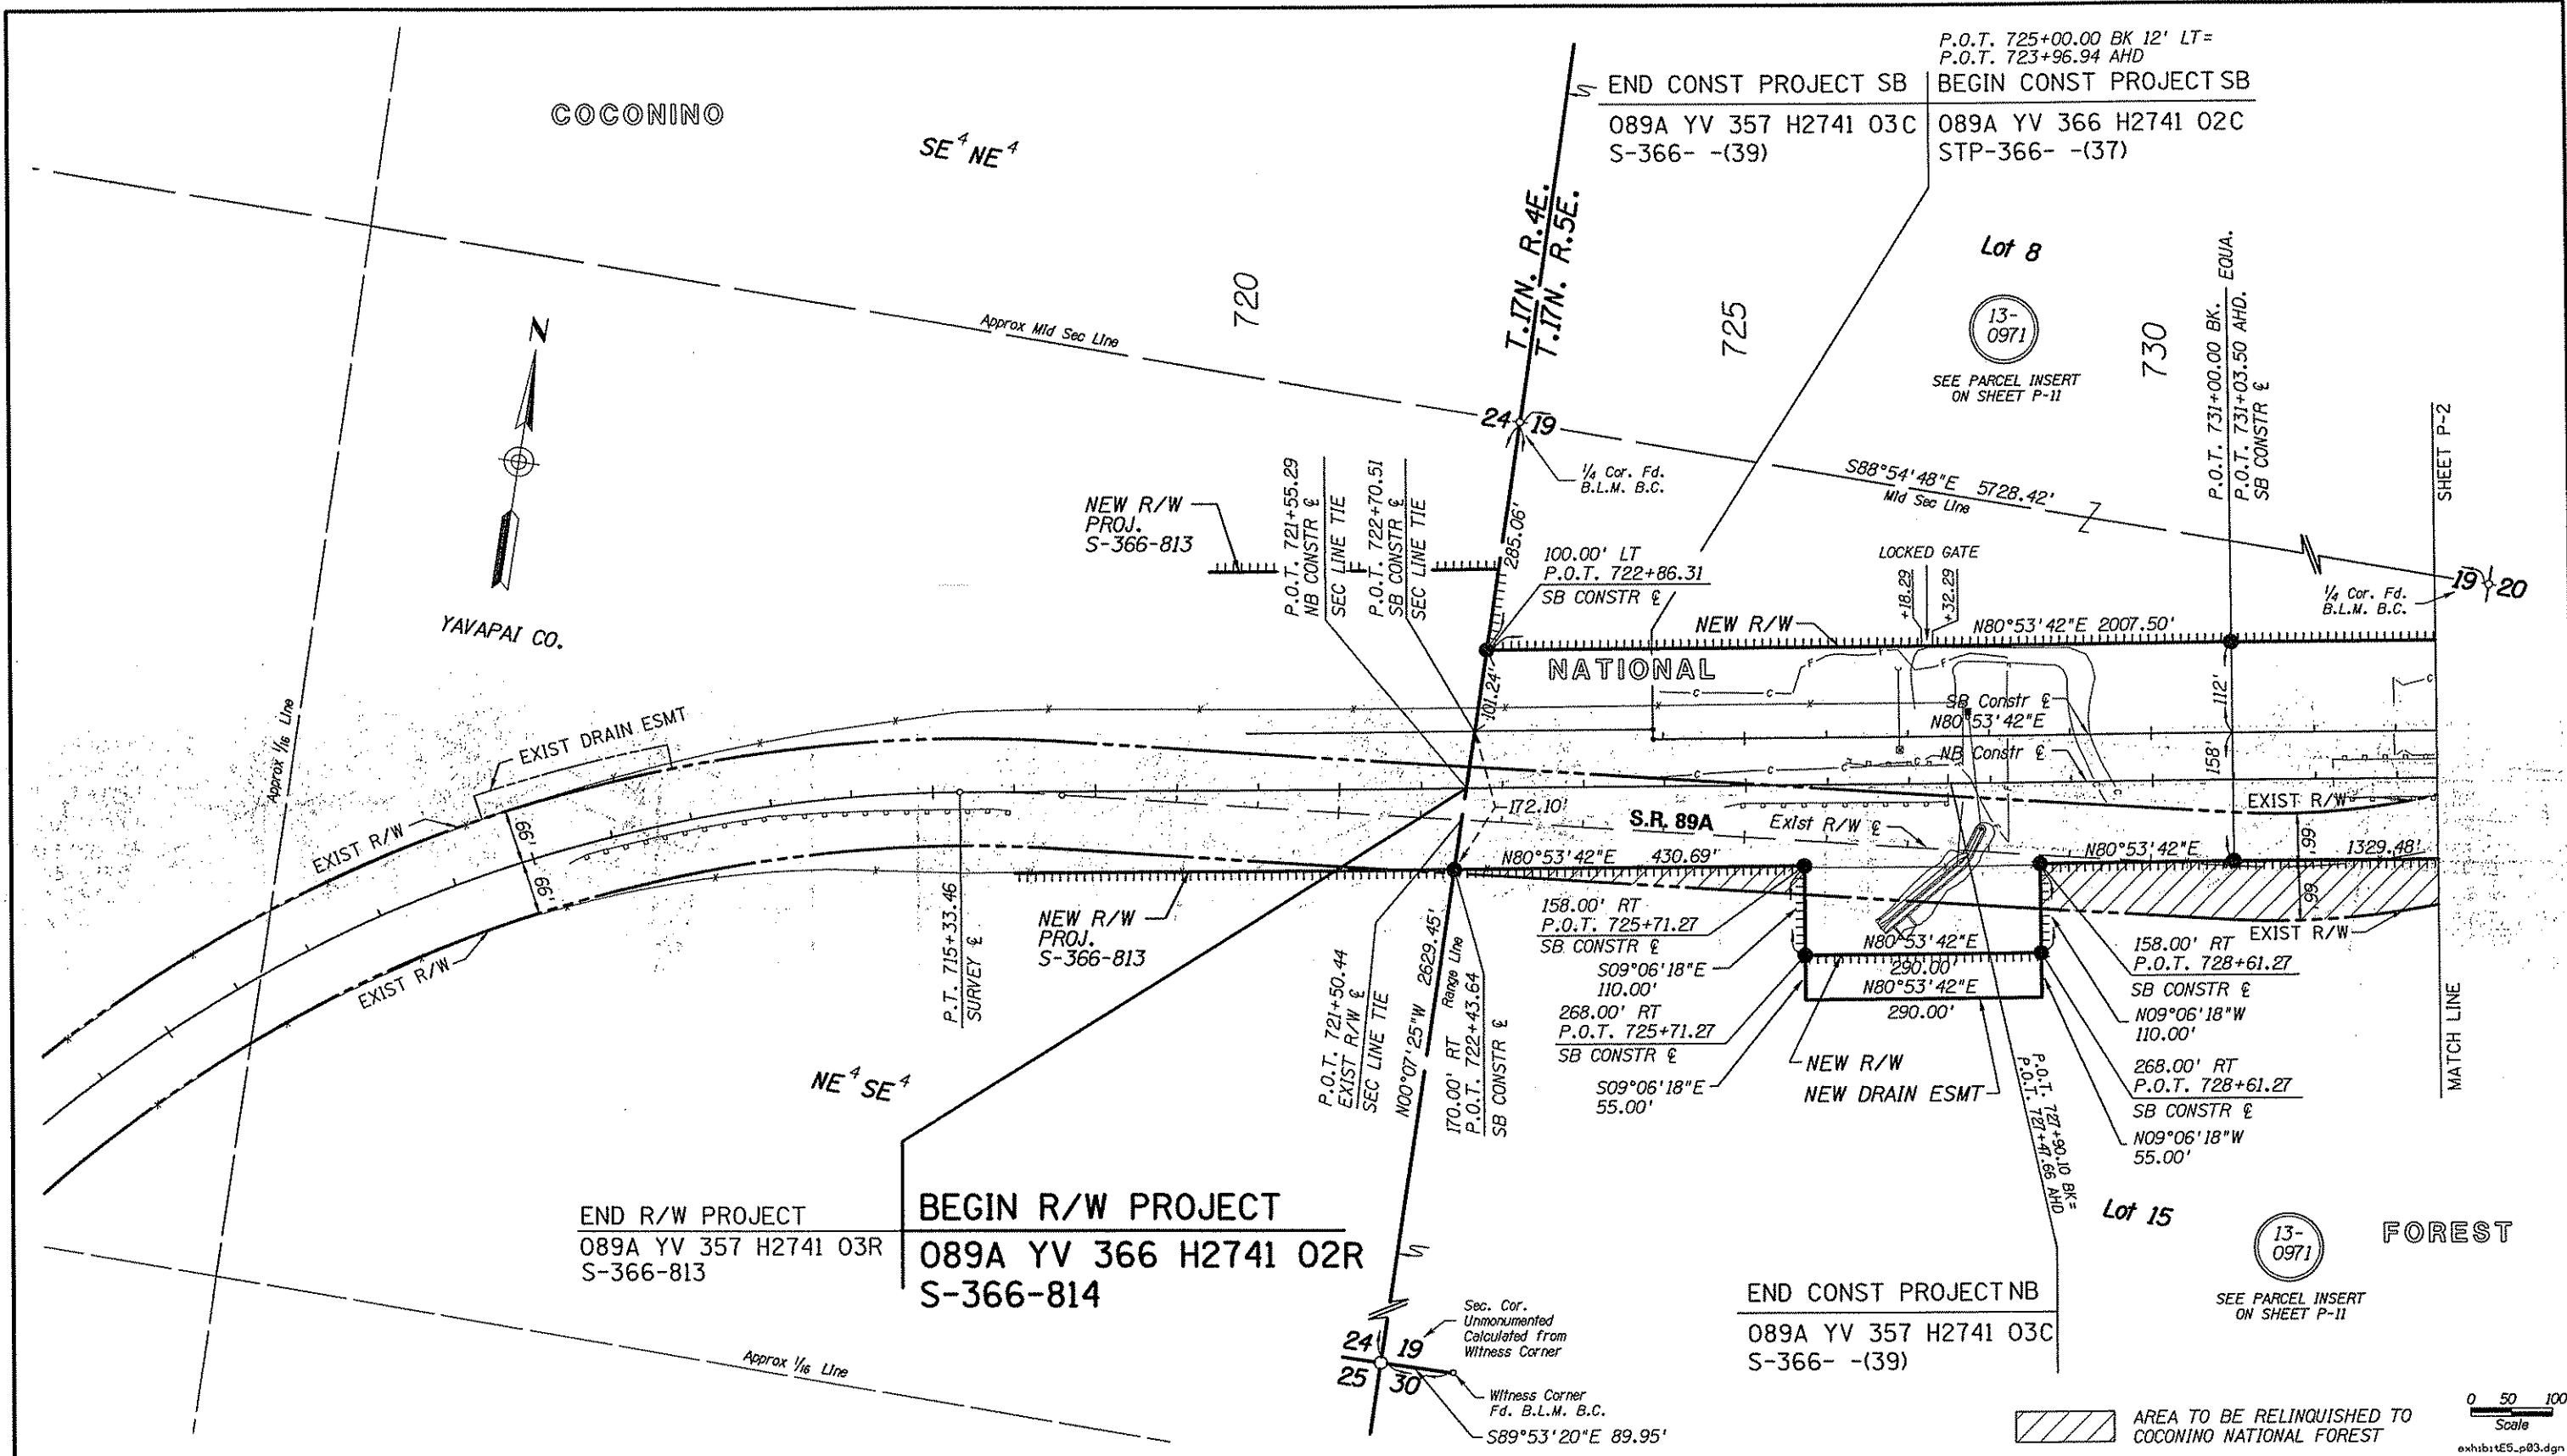 P.O.T. 725+00.00 BK 12' LT=
P.O.T. 723+96.94 AHD
END CONST PROJECT SB
089A YV 357 H2741 03C
S-366- -(39)
BEGIN CONST PROJECT SB
089A YV 366 H2741 02C
STP-366- -(37)
COCONINO
SE 4 NE 4
T.17N. R.4E.
T.17N. R.5E.
Lot 8
13-
0971
SEE PARCEL INSERT
ON SHEET P-11
720
725
730
P.O.T. 731+00.00 BK. EQUA.
P.O.T. 731+03.50 AHD.
SB CONSTR ℄
Approx Mid Sec Line
N
YAVAPAI CO.
24 19
1/4 Cor. Fd.
B.L.M. B.C.
S88°54'48"E 5728.42'
Mid Sec Line
SHEET P-2
19 20
1/4 Cor. Fd.
B.L.M. B.C.
NEW R/W
PROJ.
S-366-813
P.O.T. 721+55.29
NB CONSTR ℄
SEC LINE TIE
P.O.T. 722+70.51
SB CONSTR ℄
SEC LINE TIE
285.06'
100.00' LT
P.O.T. 722+86.31
SB CONSTR ℄
LOCKED GATE
+18.29
+32.29
NEW R/W
N80°53'42"E 2007.50'
NATIONAL
101.24'
SB Constr ℄
N80°53'42"E
NB Constr ℄
112'
158'
Approx 1/16 Line
EXIST DRAIN ESMT
EXIST R/W
66'
66'
172.10'
S.R. 89A
Exist R/W ℄
EXIST R/W
N80°53'42"E 430.69'
N80°53'42"E 1329.48'
66'
66'
EXIST R/W
EXIST R/W
P.T. 715+33.46
SURVEY ℄
NEW R/W
PROJ.
S-366-813
P.O.T. 721+50.44
EXIST R/W ℄
SEC LINE TIE
N00°07'25"W 2629.45'
Range Line
170.00' RT
P.O.T. 722+43.64
SB CONSTR ℄
158.00' RT
P.O.T. 725+71.27
SB CONSTR ℄
S09°06'18"E
110.00'
268.00' RT
P.O.T. 725+71.27
SB CONSTR ℄
S09°06'18"E
55.00'
N80°53'42"E
290.00'
N80°53'42"E
290.00'
NEW R/W
NEW DRAIN ESMT
158.00' RT
P.O.T. 728+61.27
SB CONSTR ℄
N09°06'18"W
110.00'
268.00' RT
P.O.T. 728+61.27
SB CONSTR ℄
N09°06'18"W
55.00'
MATCH LINE
P.O.T. 727+90.10 BK=
P.O.T. 727+47.66 AHD
NE 4 SE 4
END R/W PROJECT
089A YV 357 H2741 03R
S-366-813
BEGIN R/W PROJECT
089A YV 366 H2741 02R
S-366-814
Lot 15
13-
0971
SEE PARCEL INSERT
ON SHEET P-11
FOREST
END CONST PROJECT NB
089A YV 357 H2741 03C
S-366- -(39)
Approx 1/16 Line
24 19
25 30
Sec. Cor.
Unmonumented
Calculated from
Witness Corner
Witness Corner
Fd. B.L.M. B.C.
S89°53'20"E 89.95'
AREA TO BE RELINQUISHED TO
COCONINO NATIONAL FOREST
0 50 100
Scale
exhibitE5_p03.dgn